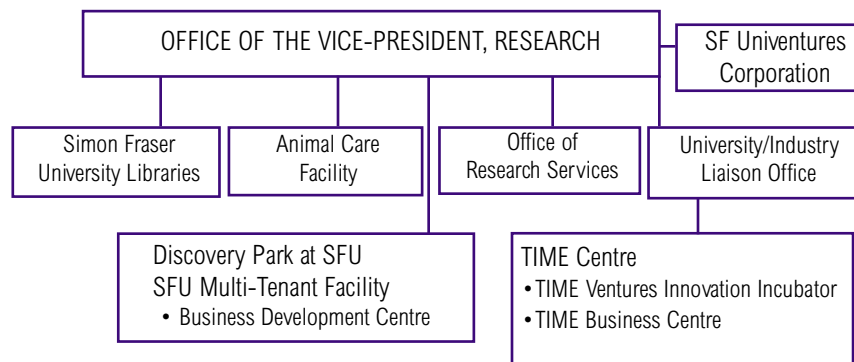 OFFICE OF THE VICE-PRESIDENT, RESEARCH
SF Univentures
Corporation
Simon Fraser
University Libraries
Animal Care
Facility
Office of
Research Services
University/Industry
Liaison Office
Discovery Park at SFU
SFU Multi-Tenant Facility
• Business Development Centre
TIME Centre
• TIME Ventures Innovation Incubator
• TIME Business Centre